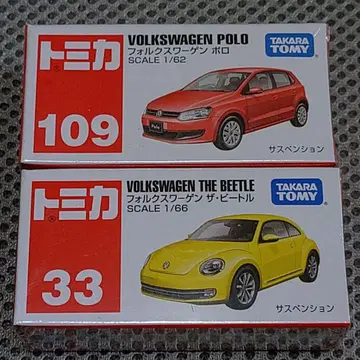 トミカ
109
VOLKSWAGEN POLO
フォルクスワーゲン ポロ
SCALE 1/62
TAKARA
TOMY
Polo
サスペンション
トミカ
33
VOLKSWAGEN THE BEETLE
フォルクスワーゲン ザ・ビートル
SCALE 1/66
TAKARA
TOMY
サスペンション